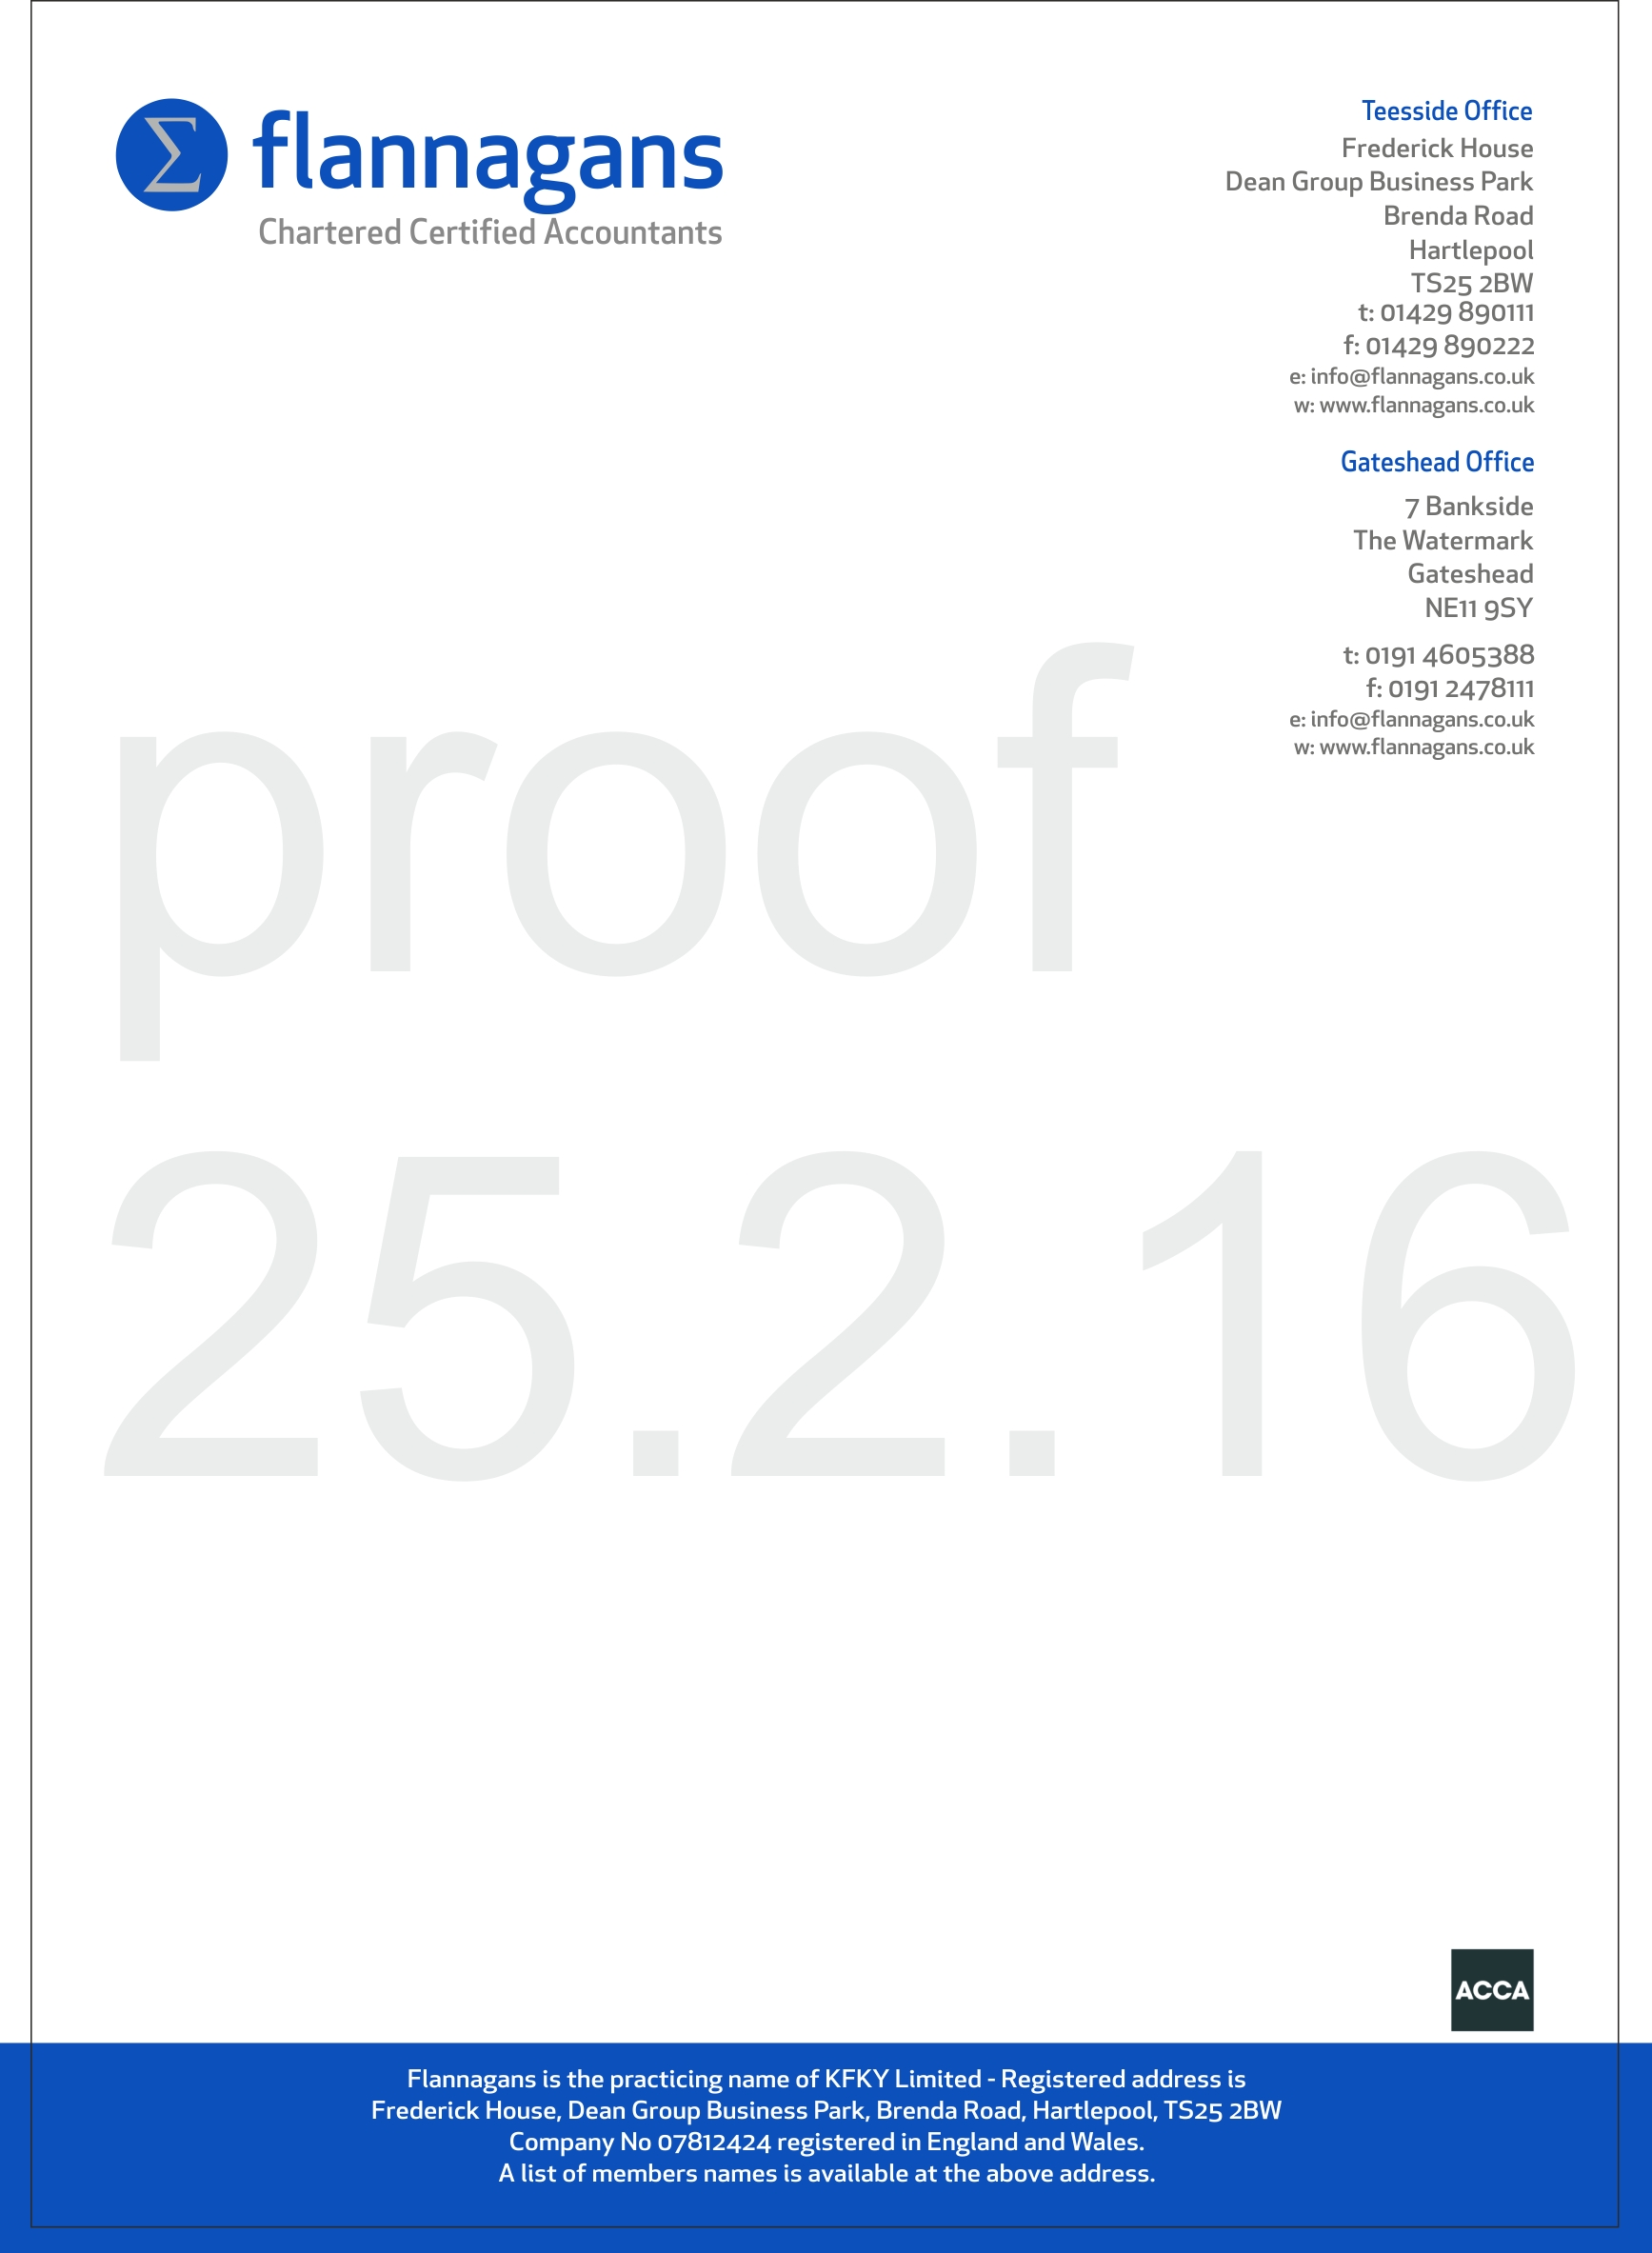 Σ flannagans
Chartered Certified Accountants
Teesside Office
Frederick House
Dean Group Business Park
Brenda Road
Hartlepool
TS25 2BW
t: 01429 890111
f: 01429 890222
e: info@flannagans.co.uk
w: www.flannagans.co.uk
Gateshead Office
7 Bankside
The Watermark
Gateshead
NE11 9SY
t: 0191 4605388
f: 0191 2478111
e: info@flannagans.co.uk
w: www.flannagans.co.uk
proof
25.2.16
ACCA
Flannagans is the practicing name of KFKY Limited - Registered address is
Frederick House, Dean Group Business Park, Brenda Road, Hartlepool, TS25 2BW
Company No 07812424 registered in England and Wales.
A list of members names is available at the above address.